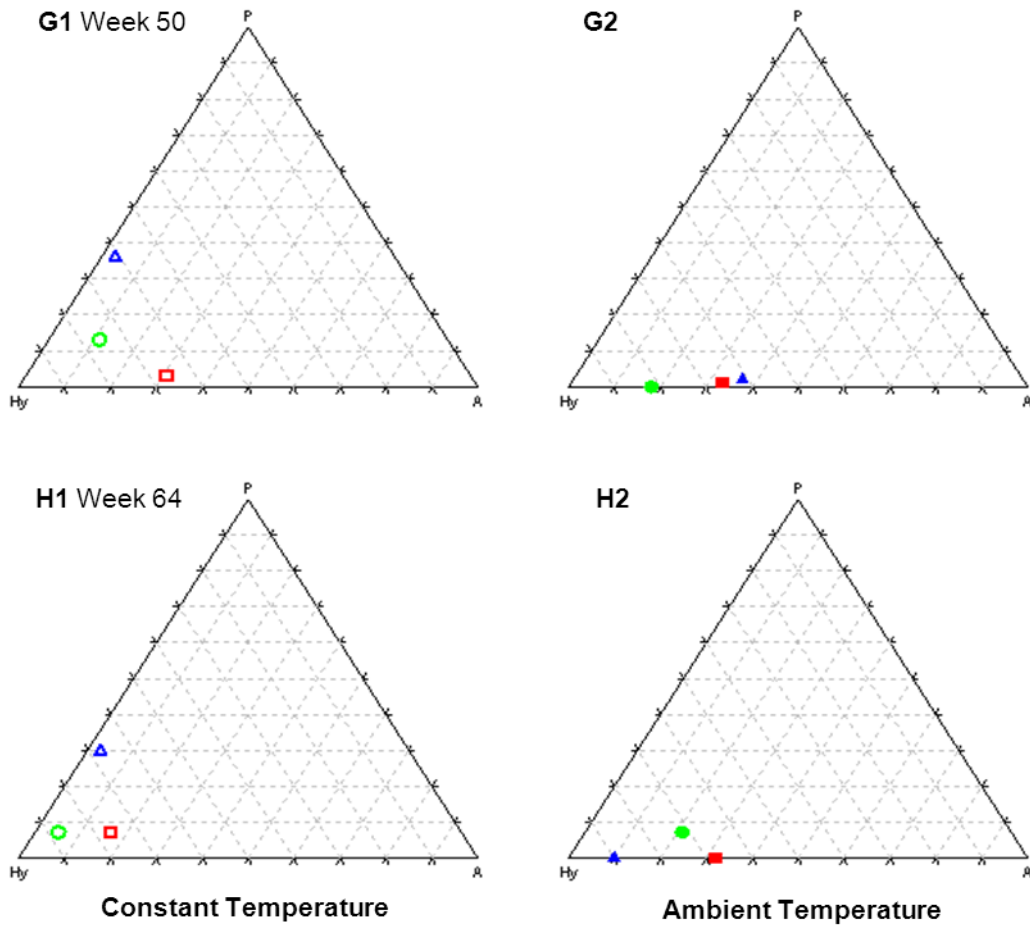 G1 Week 50
P
Hy
A
G2
P
Hy
A
H1 Week 64
P
Hy
A
H2
P
Hy
A
Constant Temperature
Ambient Temperature